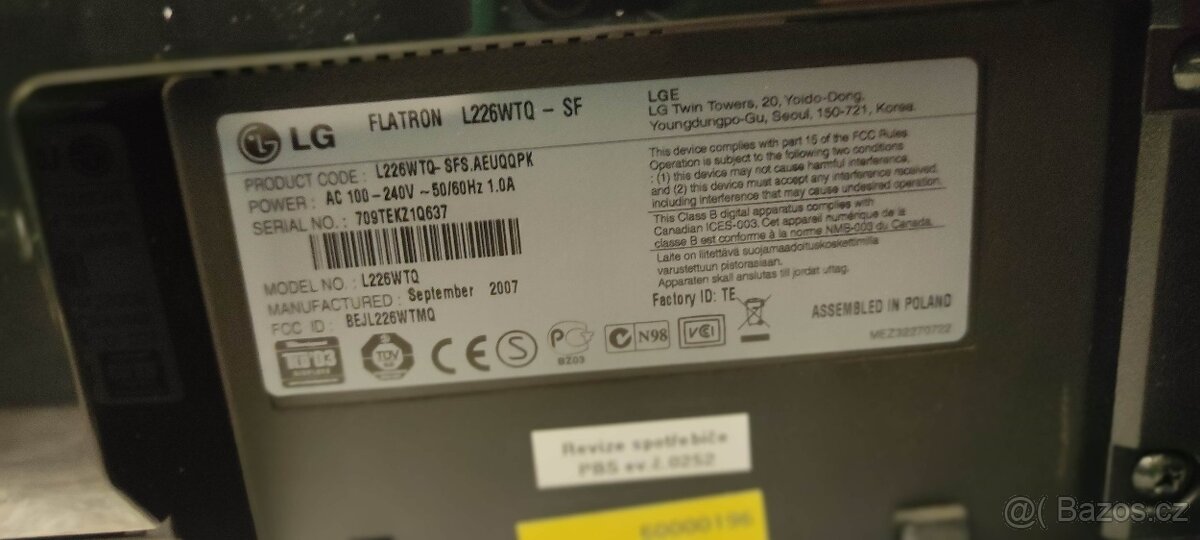 LG FLATRON L226WTQ - SF
PRODUCT CODE : L226WTQ-SFS.AEUQQPK
POWER : AC 100-240V ~50/60Hz 1.0A
SERIAL NO. : 709TEKZ1Q637
MODEL NO. : L226WTQ
MANUFACTURED : September 2007
FCC ID : BEJL226WTMQ
LGE
LG Twin Towers, 20, Yoido-Dong,
Youngdungpo-Gu, Seoul, 150-721, Korea.
This device complies with part 15 of the FCC Rules
Operation is subject to the following two conditions
: (1) this device may not cause harmful interference,
and (2) this device must accept any interference received,
including interference that may cause undesired operation.
This Class B digital apparatus complies with
Canadian ICES-003. Cet appareil numérique de la
classe B est conforme à la norme NMB-003 du Canada.
Laite on liitettävä suojamaadoituskoskettimilla
varustettuun pistorasiaan.
Apparaten skall anslutas till jordat uttag.
Factory ID: TE
ASSEMBLED IN POLAND
MEZ32270722
TÜV
CE
S
PC
BZ03
N98
VCCI
Revize spotřebiče
PBS ev.č.0252
60000196
@( Bazos.cz